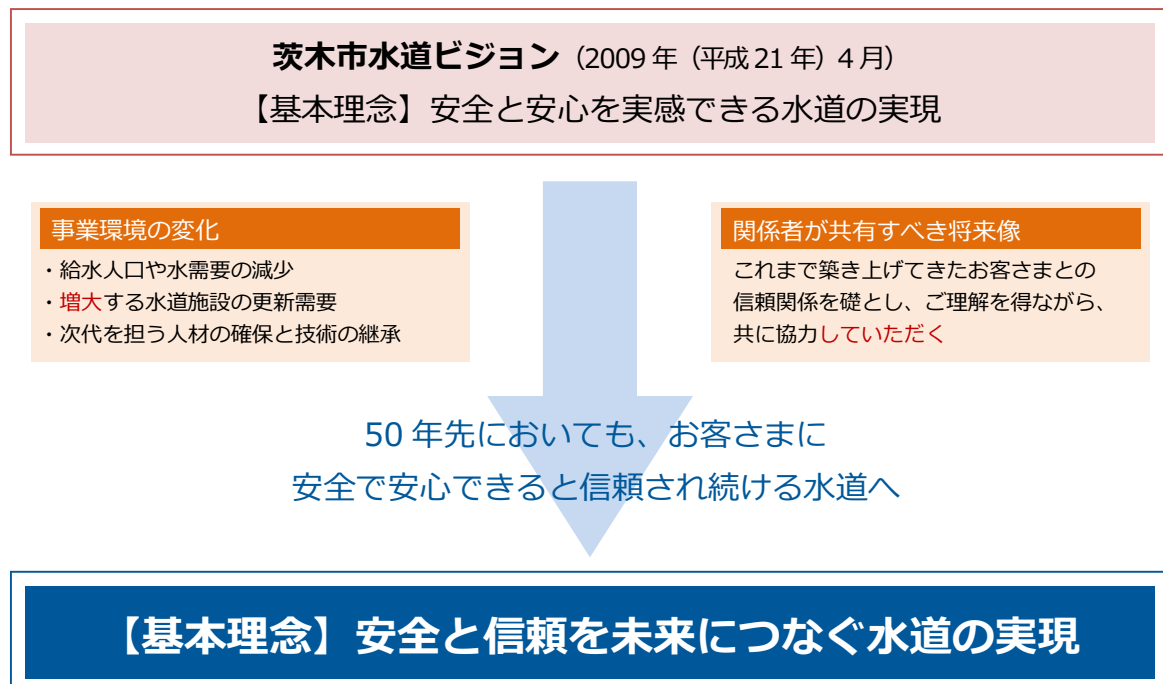 茨木市水道ビジョン（2009 年（平成 21 年）4 月）
【基本理念】安全と安心を実感できる水道の実現
事業環境の変化
・給水人口や水需要の減少
・増大する水道施設の更新需要
・次代を担う人材の確保と技術の継承
関係者が共有すべき将来像
これまで築き上げてきたお客さまとの
信頼関係を礎とし、ご理解を得ながら、
共に協力していただく
50 年先においても、お客さまに
安全で安心できると信頼され続ける水道へ
【基本理念】安全と信頼を未来につなぐ水道の実現